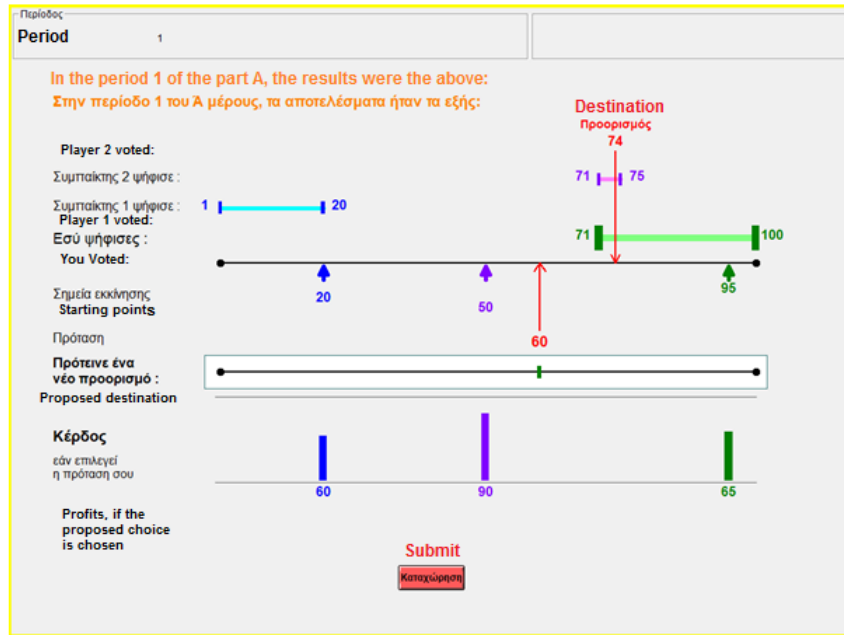 Περίοδος
Period 1
In the period 1 of the part A, the results were the above:
Στην περίοδο 1 του Ά μέρους, τα αποτελέσματα ήταν τα εξής:
Destination
Προορισμός
74
Player 2 voted:
Συμπαίκτης 2 ψήφισε :
71 75
Συμπαίκτης 1 ψήφισε :
1 20
Player 1 voted:
Εσύ ψήφισες :
71 100
You Voted:
20 50 95
Σημεία εκκίνησης
Starting points
Πρόταση
60
Πρότεινε ένα
νέο προορισμό :
Proposed destination
Κέρδος
εάν επιλεγεί
η πρόταση σου
60 90 65
Profits, if the
proposed choice
is chosen
Submit
Καταχώρηση